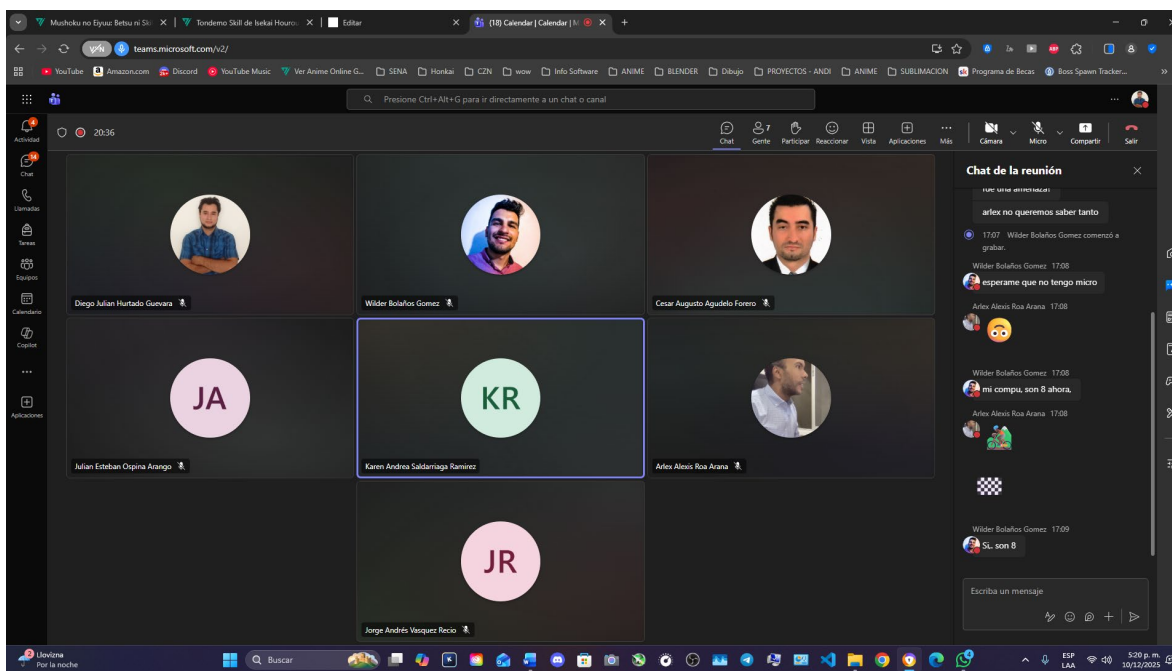 Mushoku no Eiyuu: Betsu ni Ski
Tondemo Skill de Isekai Hourou
Editar
(18) Calendar | Calendar | M
teams.microsoft.com/v2/
YouTube
Amazon.com
Discord
YouTube Music
Ver Anime Online G...
SENA
Honkai
CZN
wow
Info Software
ANIME
BLENDER
Dibujo
PROYECTOS - ANDI
ANIME
SUBLIMACION
Programa de Becas
Boss Spawn Tracker...
Presione Ctrl+Alt+G para ir directamente a un chat o canal
Actividad
Chat
Llamadas
Tareas
Equipos
Calendario
Copilot
Aplicaciones
20:36
Chat
Gente
7
Participar
Reaccionar
Vista
Aplicaciones
Más
Cámara
Micro
Compartir
Salir
Diego Julian Hurtado Guevara
Wilder Bolaños Gomez
Cesar Augusto Agudelo Forero
JA
Julian Esteban Ospina Arango
KR
Karen Andrea Saldarriaga Ramirez
Arlex Alexis Roa Arana
JR
Jorge Andrés Vasquez Recio
Chat de la reunión
fue una amenaza!
arlex no queremos saber tanto
17:07 Wilder Bolaños Gomez comenzó a
grabar.
Wilder Bolaños Gomez 17:08
esperame que no tengo micro
Arlex Alexis Roa Arana 17:08
Wilder Bolaños Gomez 17:08
mi compu, son 8 ahora,
Arlex Alexis Roa Arana 17:08
Wilder Bolaños Gomez 17:09
Si.. son 8
Escriba un mensaje
Llovizna
Por la noche
Buscar
ESP
LAA
5:20 p. m.
10/12/202